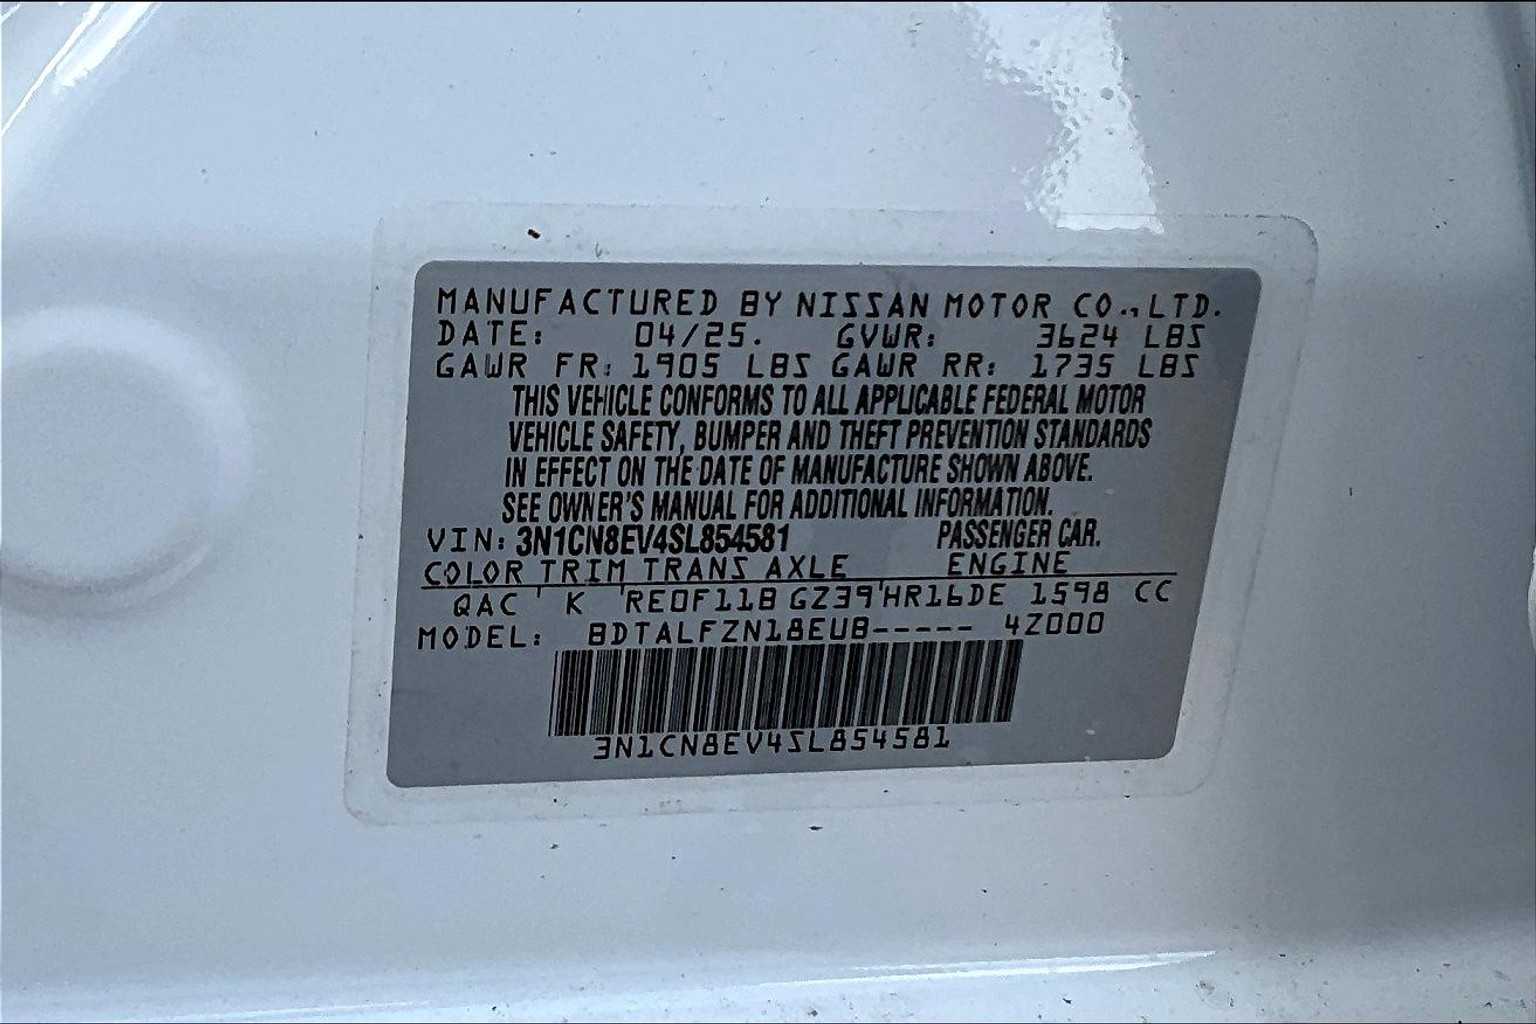 MANUFACTURED BY NISSAN MOTOR CO., LTD.
DATE: 04/25. GVWR: 3624 LBS
GAWR FR: 1905 LBS GAWR RR: 1735 LBS
THIS VEHICLE CONFORMS TO ALL APPLICABLE FEDERAL MOTOR
VEHICLE SAFETY, BUMPER AND THEFT PREVENTION STANDARDS
IN EFFECT ON THE DATE OF MANUFACTURE SHOWN ABOVE.
SEE OWNER'S MANUAL FOR ADDITIONAL INFORMATION.
VIN: 3N1CN8EV4SL854581 PASSENGER CAR.
COLOR TRIM TRANS AXLE ENGINE
QAC K RE0F11B GZ39 HR16DE 1598 CC
MODEL: BDTALFZN18EUB----- 4Z000
3N1CN8EV4SL854581